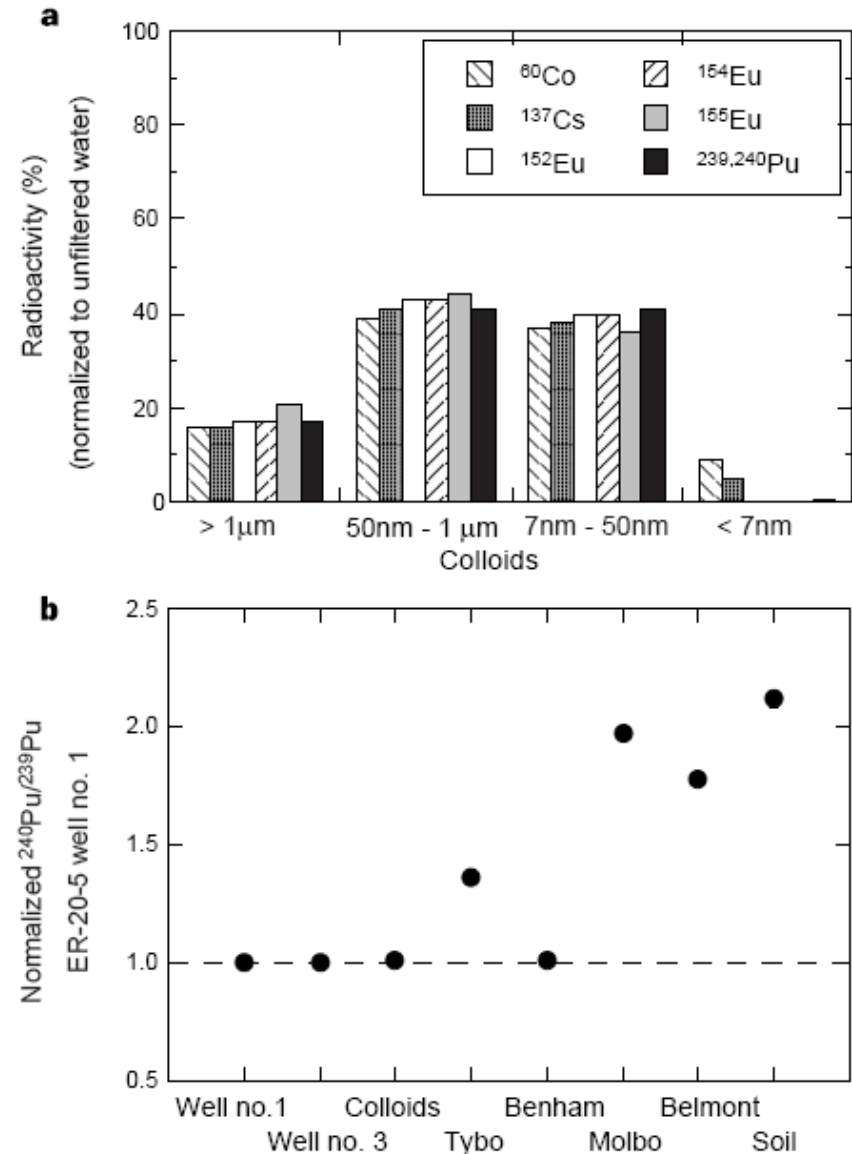 a
100
80
60
40
20
0
Radioactivity (%)
(normalized to unfiltered water)
⁶⁰Co
¹³⁷Cs
¹⁵²Eu
¹⁵⁴Eu
¹⁵⁵Eu
²³⁹,²⁴⁰Pu
> 1μm 50nm - 1 μm 7nm - 50nm < 7nm
Colloids
b
2.5
2.0
1.5
1.0
0.5
Normalized ²⁴⁰Pu/²³⁹Pu
ER-20-5 well no. 1
Well no.1 Colloids Benham Belmont
Well no. 3 Tybo Molbo Soil